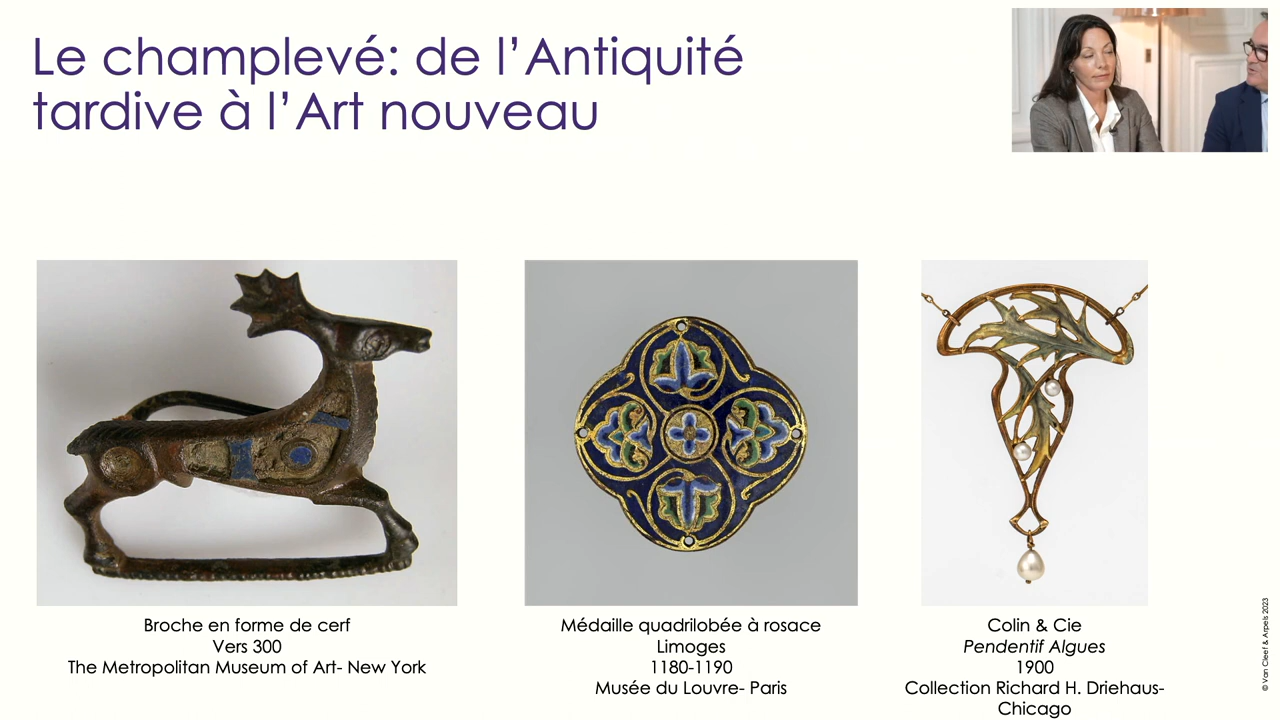 Le champlevé: de l’Antiquité
tardive à l’Art nouveau
Broche en forme de cerf
Vers 300
The Metropolitan Museum of Art- New York
Médaille quadrilobée à rosace
Limoges
1180-1190
Musée du Louvre- Paris
Colin & Cie
Pendentif Algues
1900
Collection Richard H. Driehaus-
Chicago
© Van Cleef & Arpels 2023